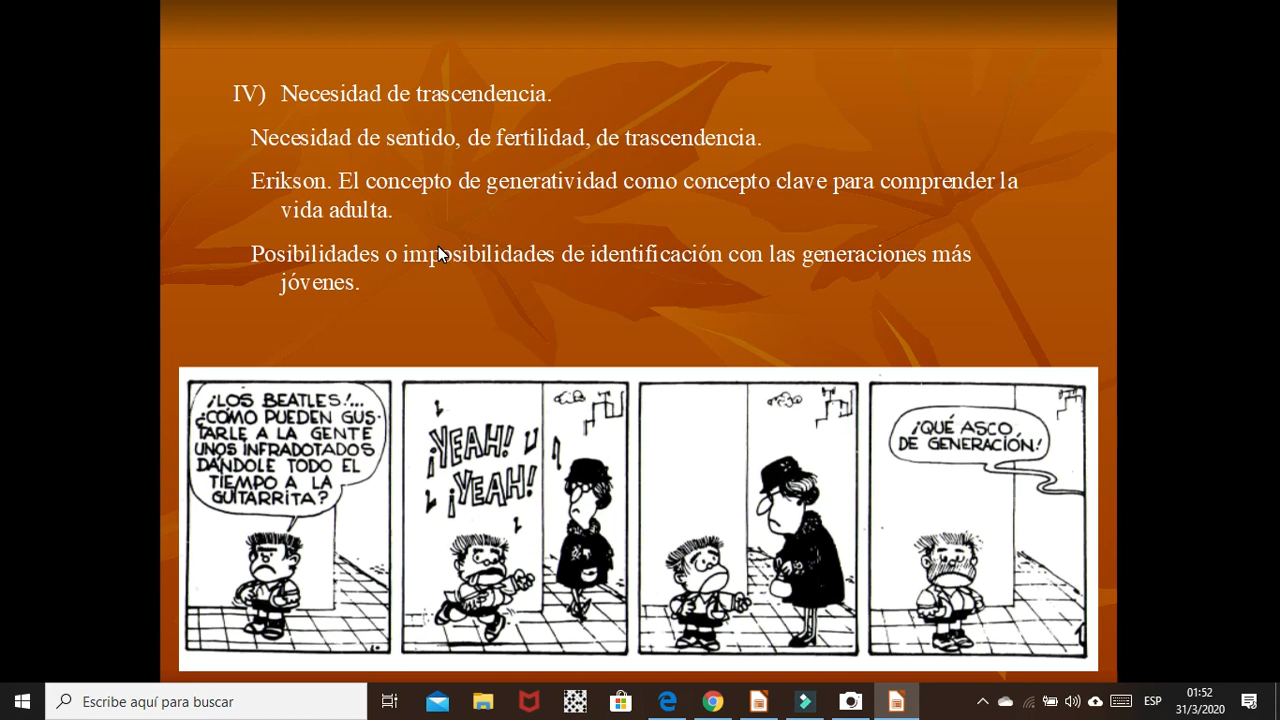 IV) Necesidad de trascendencia.
Necesidad de sentido, de fertilidad, de trascendencia.
Erikson. El concepto de generatividad como concepto clave para comprender la
vida adulta.
Posibilidades o imposibilidades de identificación con las generaciones más
jóvenes.
¡LOS BEATLES!...
¿CÓMO PUEDEN GUS-
TARLE A LA GENTE
UNOS INFRADOTADOS
DÁNDOLE TODO EL
TIEMPO A LA
GUITARRITA?
¡YEAH!
¡YEAH!
¡QUÉ ASCO
DE GENERACIÓN!
Escribe aquí para buscar
ESP
01:52
31/3/2020